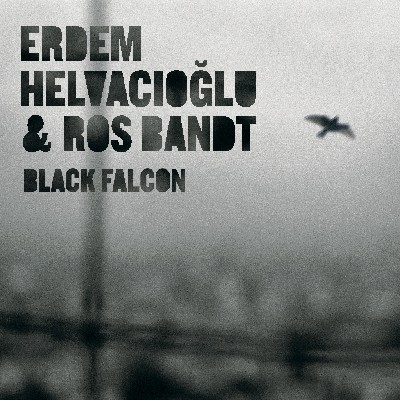 ERDEM
HELVACIOĞLU
& ROS BANDT
BLACK FALCON